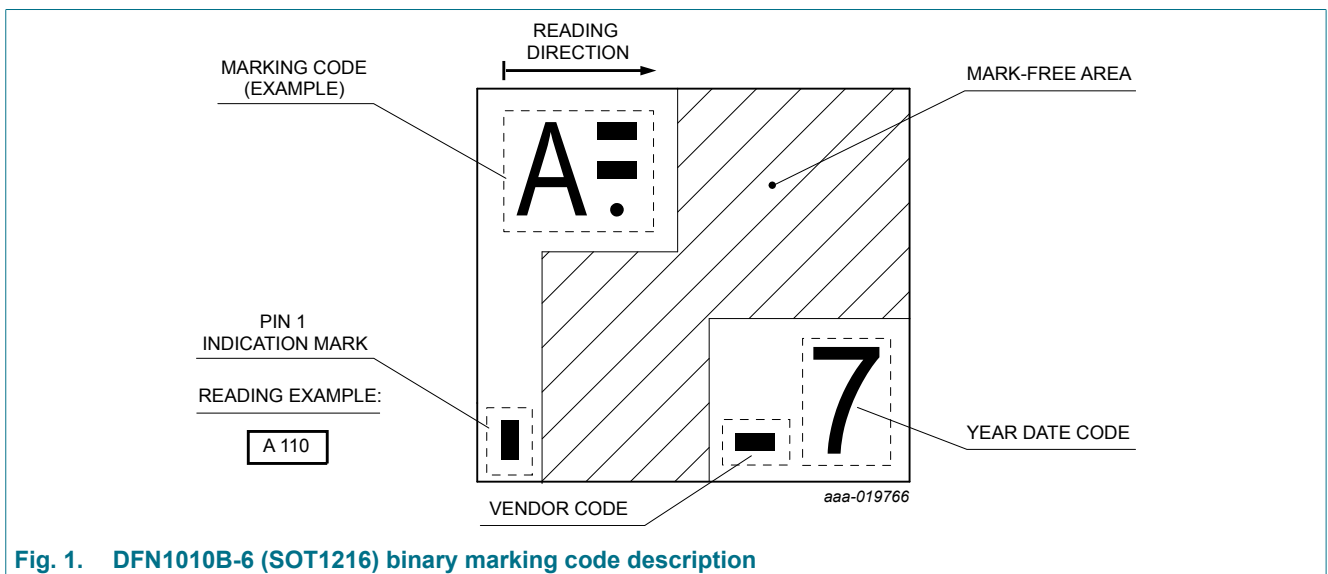 READING
DIRECTION
MARKING CODE
(EXAMPLE)
MARK-FREE AREA
A
PIN 1
INDICATION MARK
READING EXAMPLE:
A 110
7
YEAR DATE CODE
VENDOR CODE
aaa-019766
Fig. 1. DFN1010B-6 (SOT1216) binary marking code description